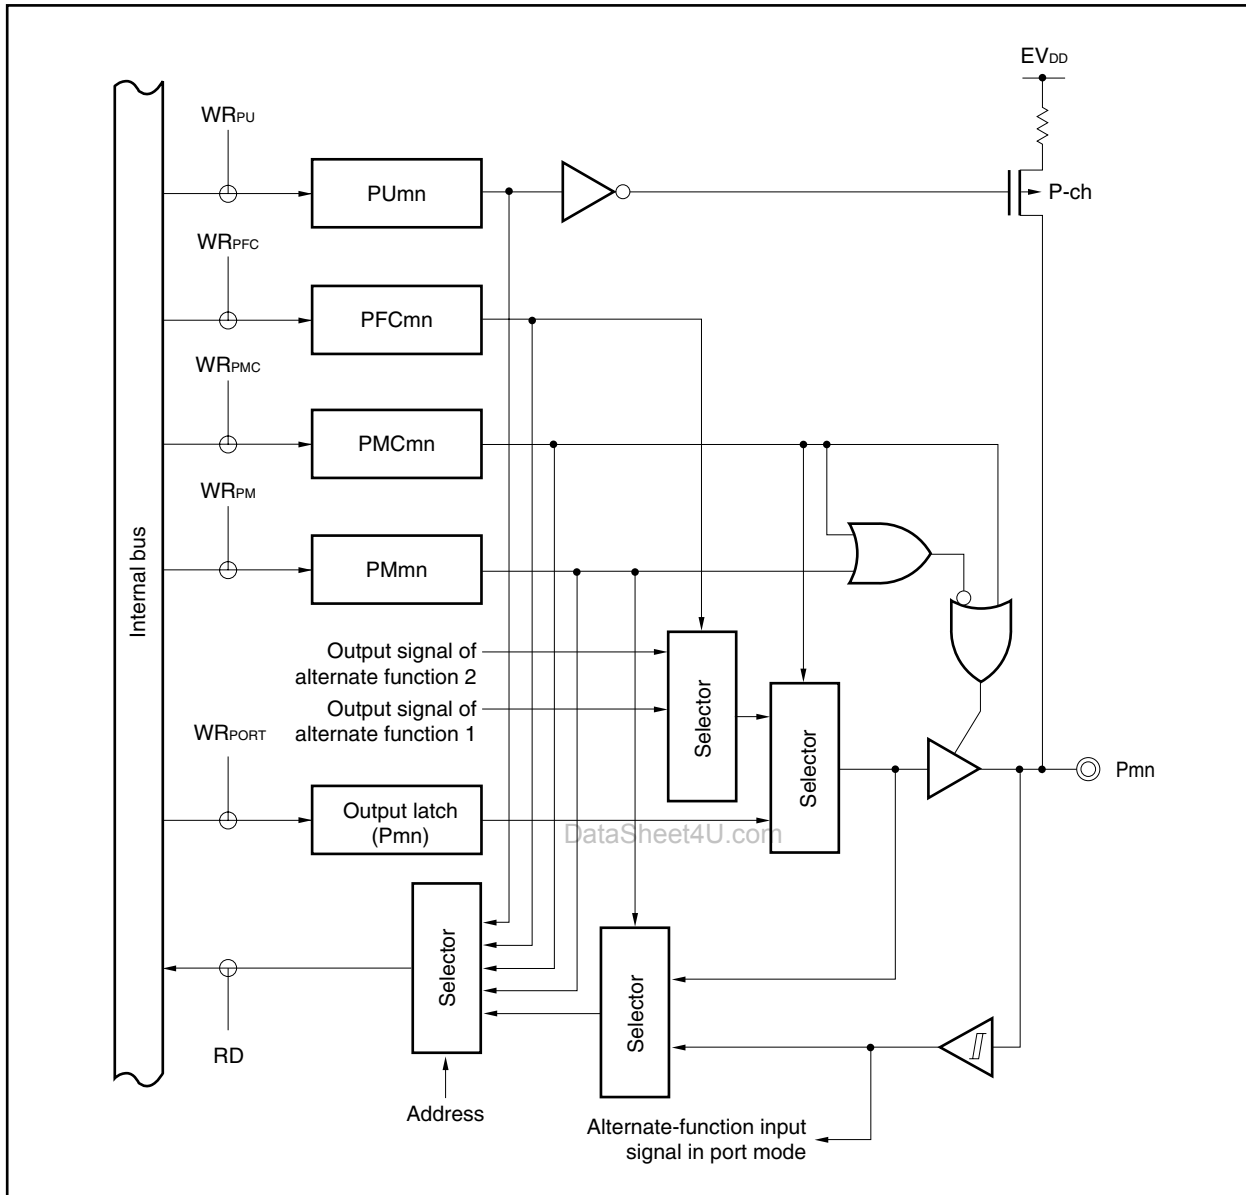 EVDD
WRPU
PUmn
P-ch
WRPFC
PFCmn
WRPMC
PMCmn
WRPM
PMmn
Internal bus
Output signal of
alternate function 2
Output signal of
alternate function 1
Selector
Selector
WRPORT
Pmn
Output latch
(Pmn)
DataSheet4U.com
Selector
Selector
RD
Address
Alternate-function input
signal in port mode